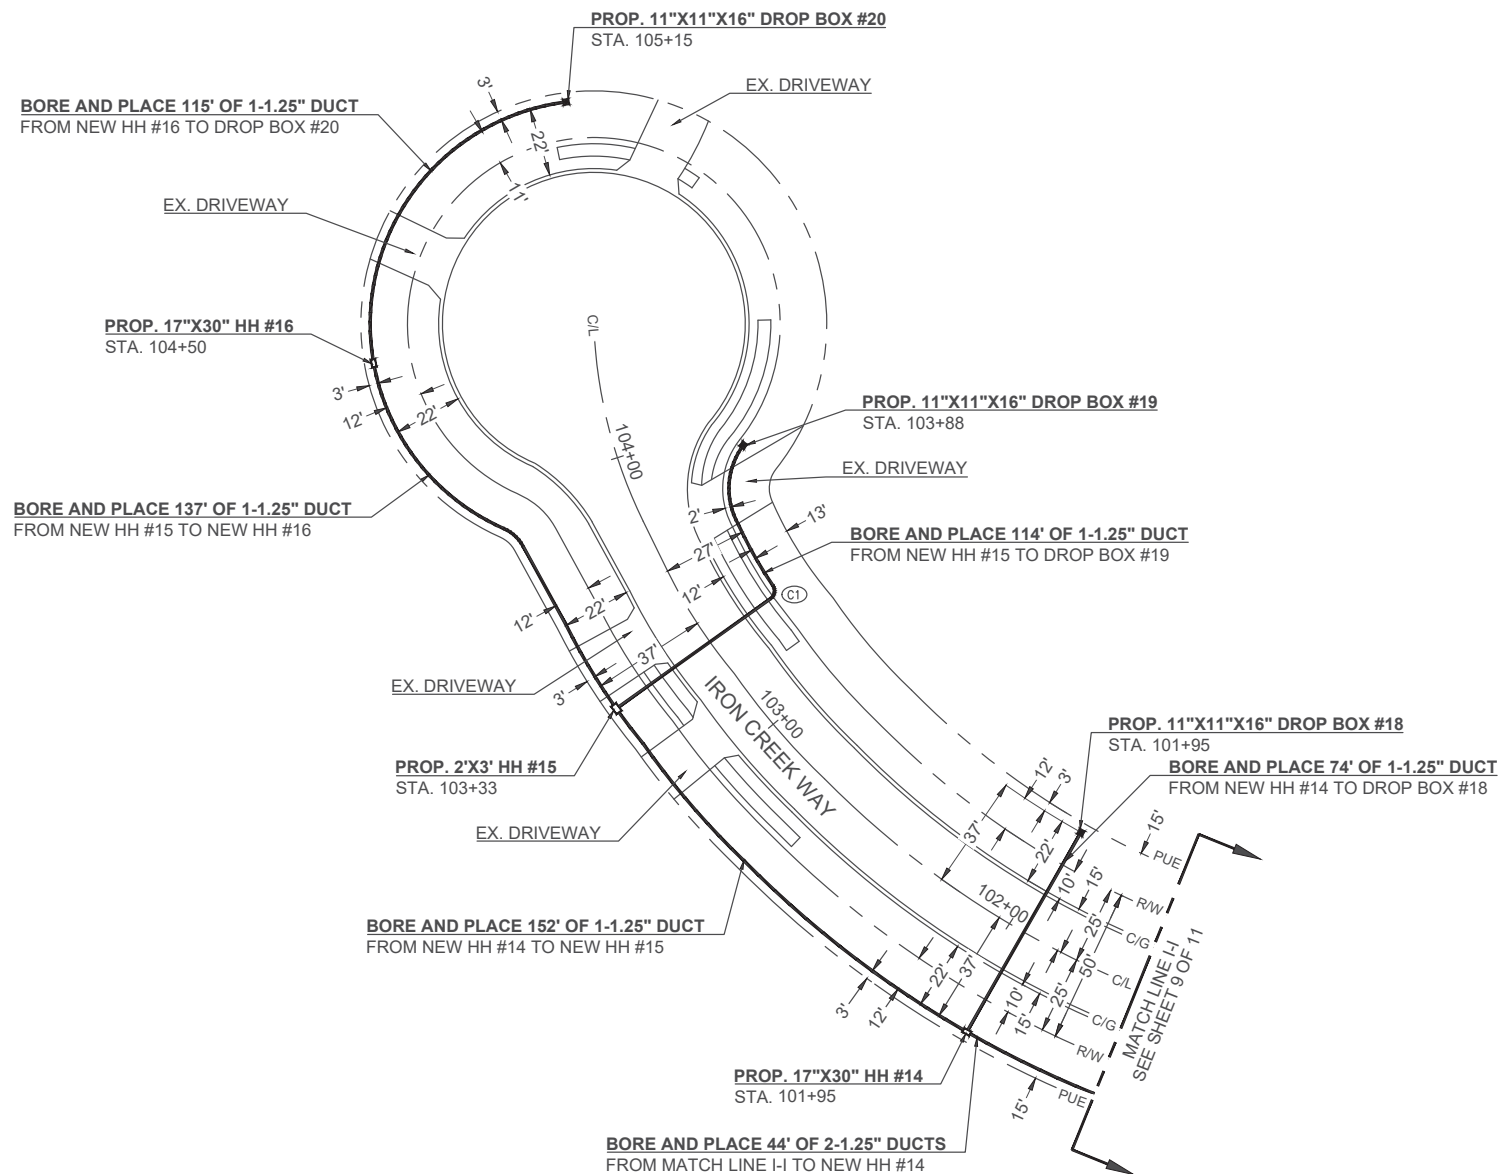 PROP. 11"X11"X16" DROP BOX #20
STA. 105+15
EX. DRIVEWAY
BORE AND PLACE 115' OF 1-1.25" DUCT
FROM NEW HH #16 TO DROP BOX #20
3'
22'
11'
EX. DRIVEWAY
PROP. 17"X30" HH #16
STA. 104+50
C/L
3'
12'
22'
104+00
PROP. 11"X11"X16" DROP BOX #19
STA. 103+88
EX. DRIVEWAY
BORE AND PLACE 137' OF 1-1.25" DUCT
FROM NEW HH #15 TO NEW HH #16
2'
13'
27'
12'
BORE AND PLACE 114' OF 1-1.25" DUCT
FROM NEW HH #15 TO DROP BOX #19
C1
12'
22'
37'
3'
EX. DRIVEWAY
IRON CREEK WAY
103+00
PROP. 2'X3' HH #15
STA. 103+33
EX. DRIVEWAY
PROP. 11"X11"X16" DROP BOX #18
STA. 101+95
BORE AND PLACE 74' OF 1-1.25" DUCT
FROM NEW HH #14 TO DROP BOX #18
12'
3'
37'
22'
15'
PUE
10'
15'
102+00
R/W
25'
C/G
50'
C/L
25'
C/G
10'
15'
R/W
MATCH LINE I-I
SEE SHEET 9 OF 11
BORE AND PLACE 152' OF 1-1.25" DUCT
FROM NEW HH #14 TO NEW HH #15
3'
12'
22'
37'
PROP. 17"X30" HH #14
STA. 101+95
15'
PUE
BORE AND PLACE 44' OF 2-1.25" DUCTS
FROM MATCH LINE I-I TO NEW HH #14